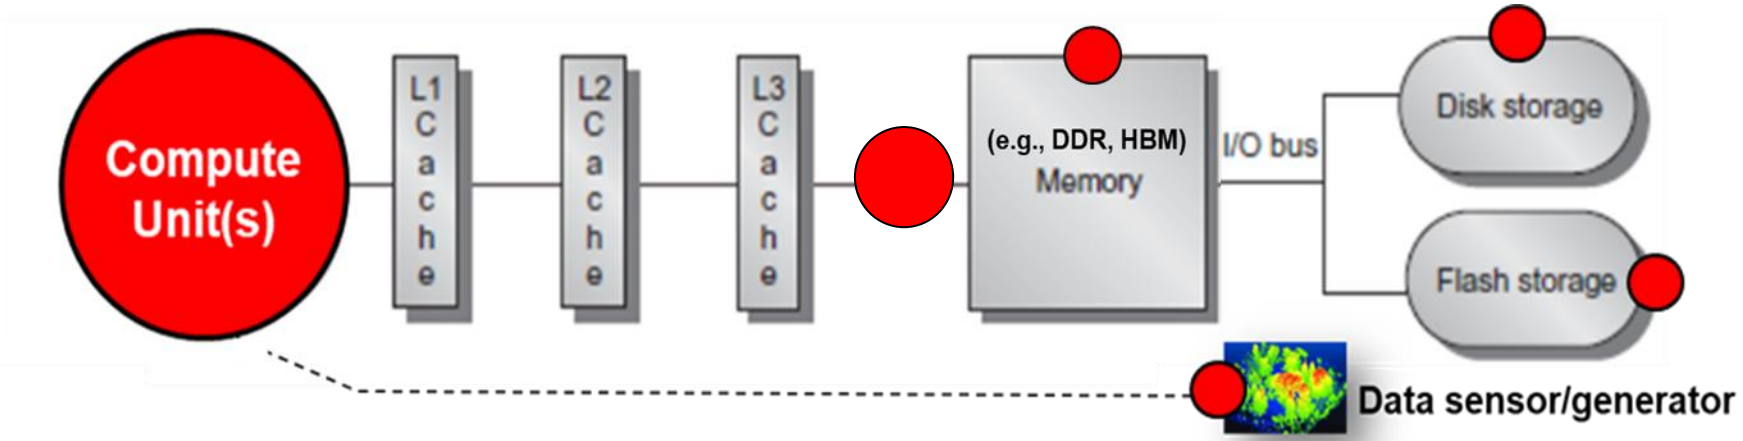 Compute
Unit(s)
L1
C
a
c
h
e
L2
C
a
c
h
e
L3
C
a
c
h
e
(e.g., DDR, HBM)
Memory
I/O bus
Disk storage
Flash storage
Data sensor/generator